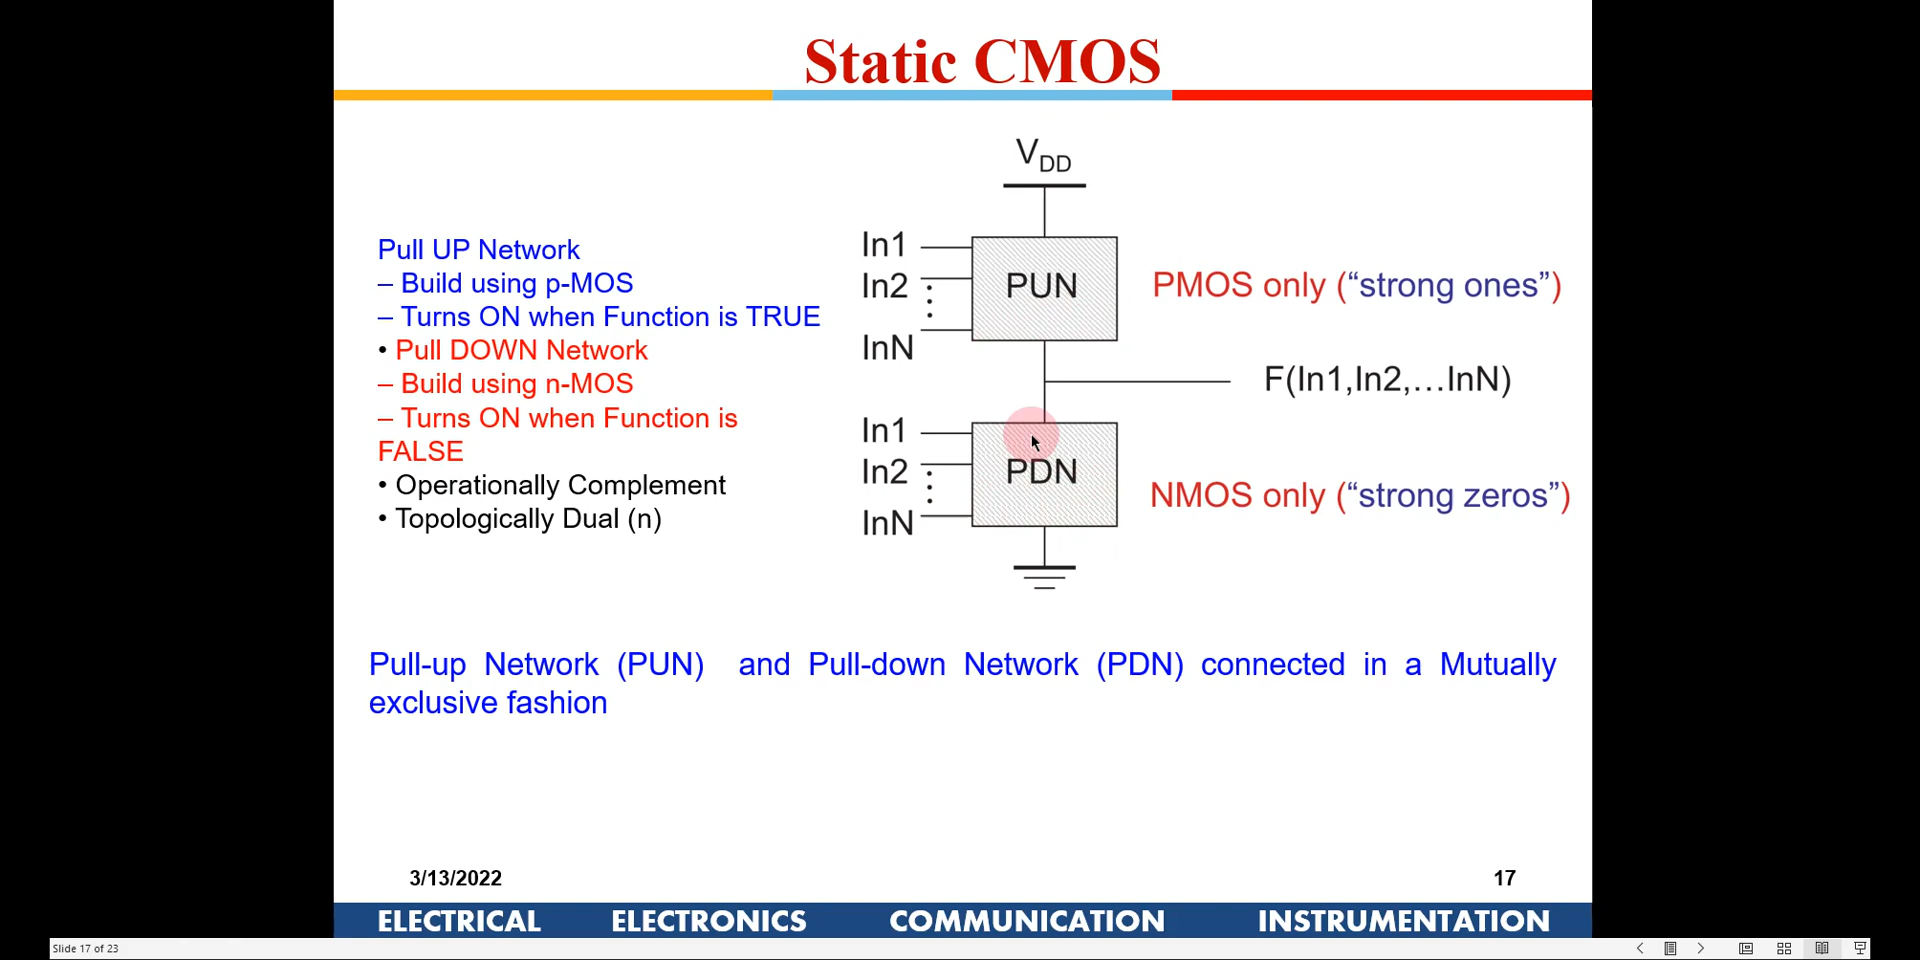 Static CMOS
Pull UP Network
– Build using p-MOS
– Turns ON when Function is TRUE
• Pull DOWN Network
– Build using n-MOS
– Turns ON when Function is
FALSE
• Operationally Complement
• Topologically Dual (n)
VDD
In1
In2
InN
PUN
PMOS only (“strong ones”)
F(In1,In2,…InN)
In1
In2
InN
PDN
NMOS only (“strong zeros”)
Pull-up Network (PUN) and Pull-down Network (PDN) connected in a Mutually
exclusive fashion
3/13/2022
17
ELECTRICAL ELECTRONICS COMMUNICATION INSTRUMENTATION
Slide 17 of 23